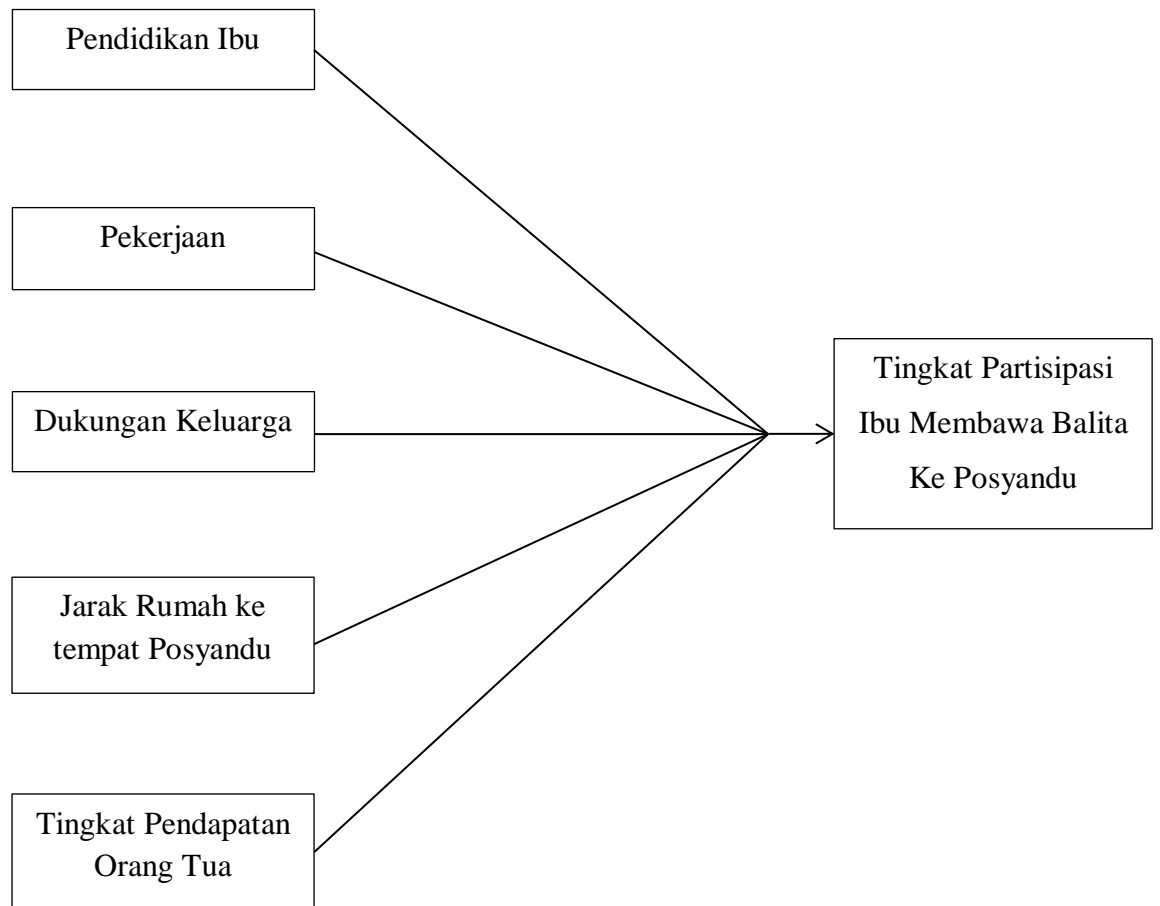 Pendidikan Ibu
Pekerjaan
Dukungan Keluarga
Jarak Rumah ke
tempat Posyandu
Tingkat Pendapatan
Orang Tua
Tingkat Partisipasi
Ibu Membawa Balita
Ke Posyandu